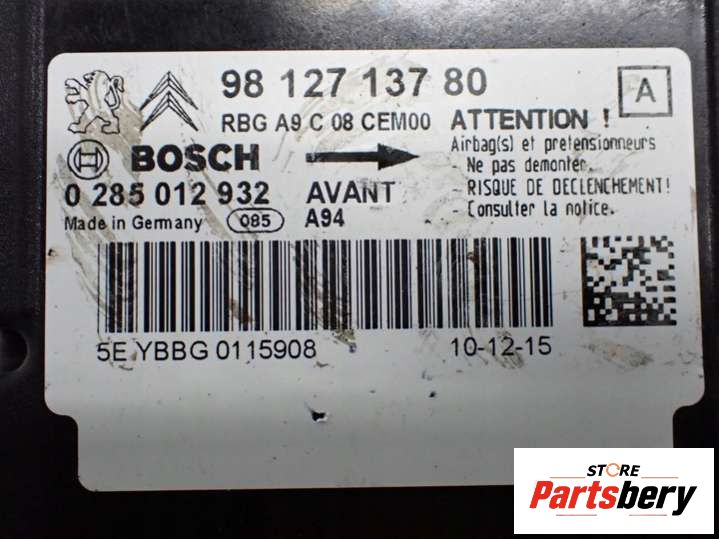 98 127 137 80
A
RBG A9 C 08 CEM00
ATTENTION !
Airbag(s) et pretensionneurs
- Ne pas demonter.
- RISQUE DE DECLENCHEMENT!
- Consulter la notice.
BOSCH
0 285 012 932
AVANT
Made in Germany
085
A94
5E YBBG 0115908
10-12-15
STORE
Partsbery